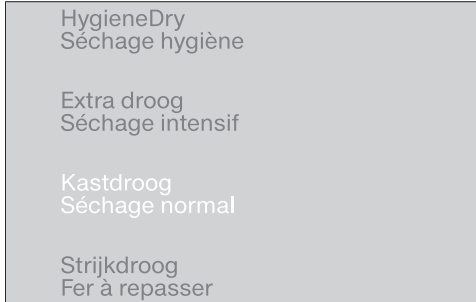 HygieneDry
Séchage hygiène
Extra droog
Séchage intensif
Kastdroog
Séchage normal
Strijkdroog
Fer à repasser